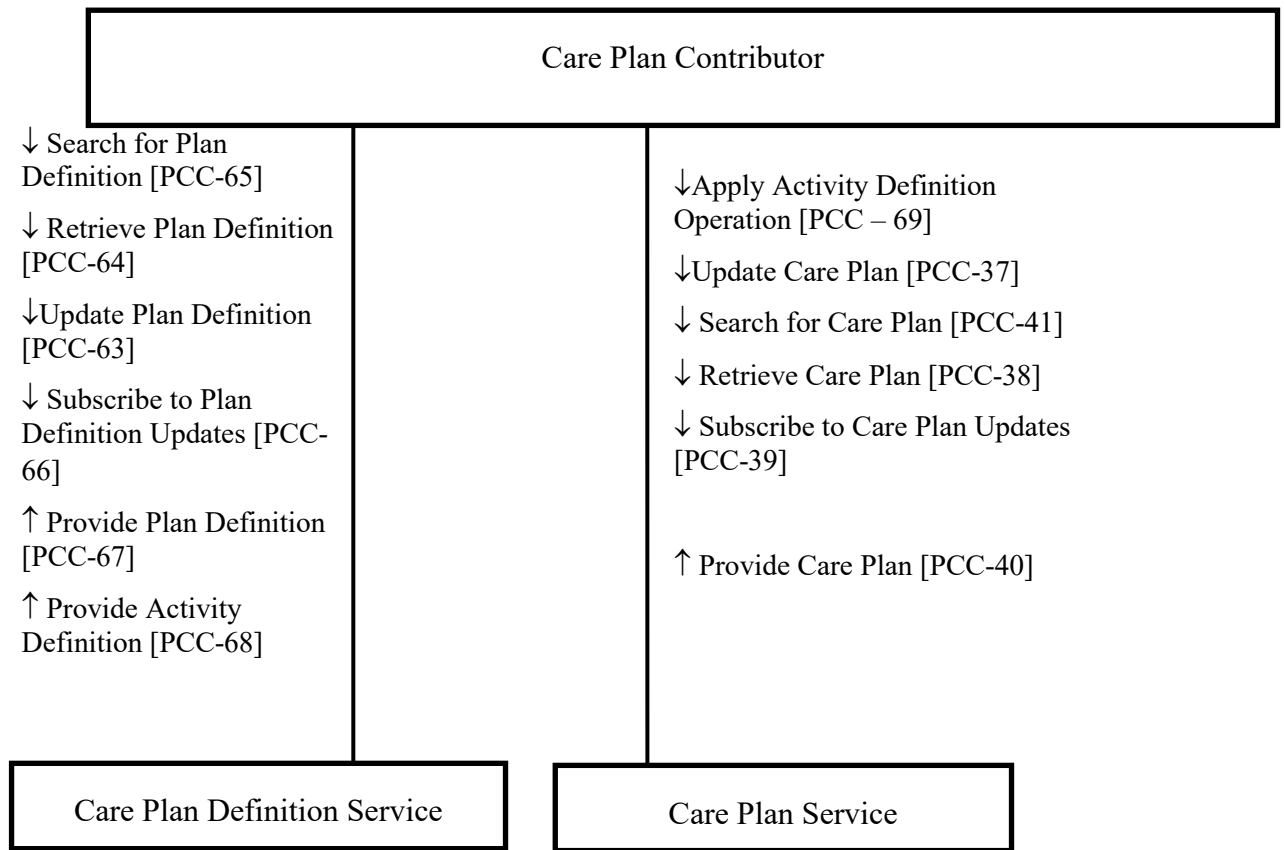 Care Plan Contributor
↓ Search for Plan
Definition [PCC-65]
↓ Retrieve Plan Definition
[PCC-64]
↓Update Plan Definition
[PCC-63]
↓ Subscribe to Plan
Definition Updates [PCC-
66]
↑ Provide Plan Definition
[PCC-67]
↑ Provide Activity
Definition [PCC-68]
↓Apply Activity Definition
Operation [PCC – 69]
↓Update Care Plan [PCC-37]
↓ Search for Care Plan [PCC-41]
↓ Retrieve Care Plan [PCC-38]
↓ Subscribe to Care Plan Updates
[PCC-39]
↑ Provide Care Plan [PCC-40]
Care Plan Definition Service
Care Plan Service